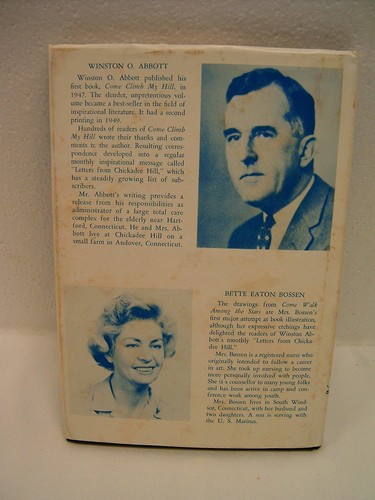 WINSTON O. ABBOTT
Winston O. Abbott published his
first book, Come Climb My Hill, in
1947. The slender, unpretentious vol-
ume became a best-seller in the field of
inspirational literature. It had a second
printing in 1949.
Hundreds of readers of Come Climb
My Hill wrote their thanks and com-
ments to the author. Resulting corre-
spondence developed into a regular
monthly inspirational message called
"Letters from Chickadee Hill," which
has a steadily growing list of sub-
scribers.
Mr. Abbott's writing provides a
release from his responsibilities as
administrator of a large total care
complex for the elderly near Hart-
ford, Connecticut. He and Mrs. Ab-
bott live at Chickadee Hill on a
small farm in Andover, Connecticut.
BETTE EATON BOSSEN
The drawings from Come Walk
Among the Stars are Mrs. Bossen's
first major attempt at book illustration,
although her expressive etchings have
delighted the readers of Winston Ab-
bott's monthly "Letters from Chicka-
dee Hill."
Mrs. Bossen is a registered nurse who
originally intended to follow a career
in art. She took up nursing to become
more personally involved with people.
She is a counsellor to many young folks
and has been active in camp and con-
ference work among youth.
Mrs. Bossen lives in South Wind-
sor, Connecticut, with her husband and
two daughters. A son is serving with
the U. S. Marines.